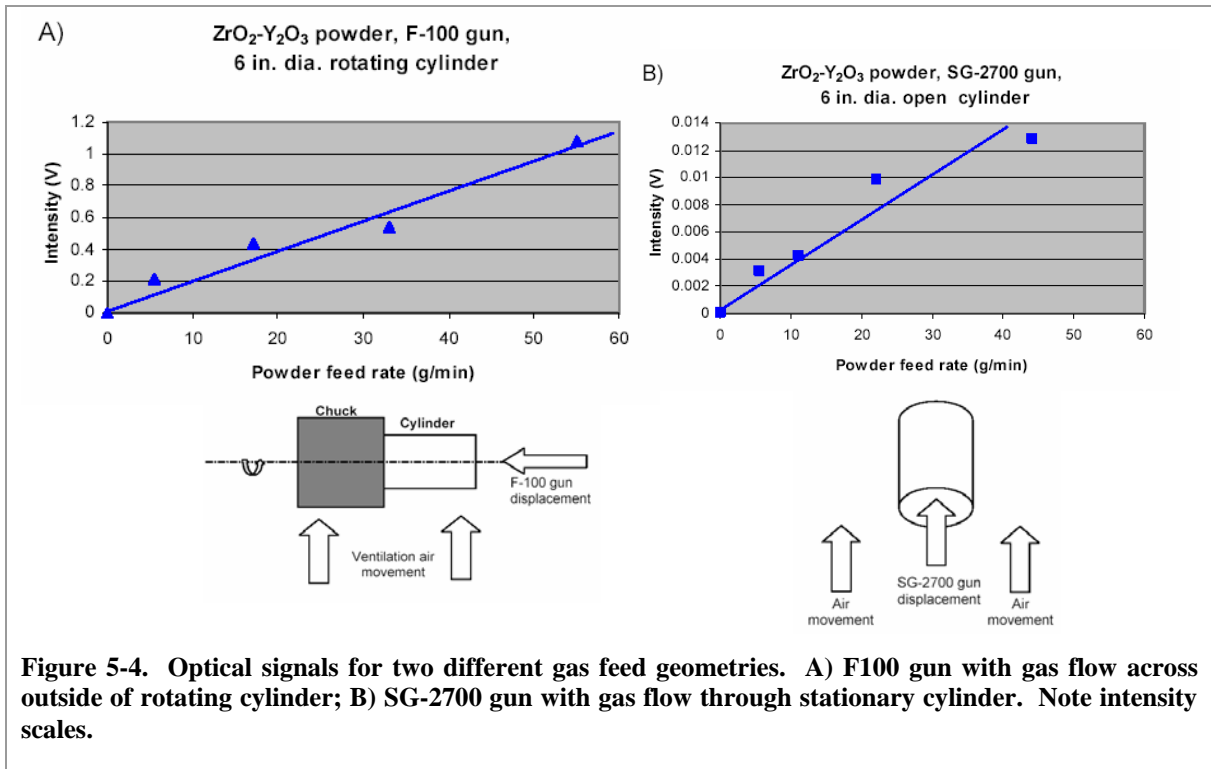 A)
ZrO2-Y2O3 powder, F-100 gun,
6 in. dia. rotating cylinder
1.2
1
0.8
0.6
0.4
0.2
0
Intensity (V)
0 10 20 30 40 50 60
Powder feed rate (g/min)
Chuck
Cylinder
F-100 gun
displacement
Ventilation air
movement
B)
ZrO2-Y2O3 powder, SG-2700 gun,
6 in. dia. open cylinder
0.014
0.012
0.01
0.008
0.006
0.004
0.002
0
Intensity (V)
0 10 20 30 40 50 60
Powder feed rate (g/min)
SG-2700 gun
displacement
Air
movement
Air
movement
Figure 5-4. Optical signals for two different gas feed geometries. A) F100 gun with gas flow across
outside of rotating cylinder; B) SG-2700 gun with gas flow through stationary cylinder. Note intensity
scales.